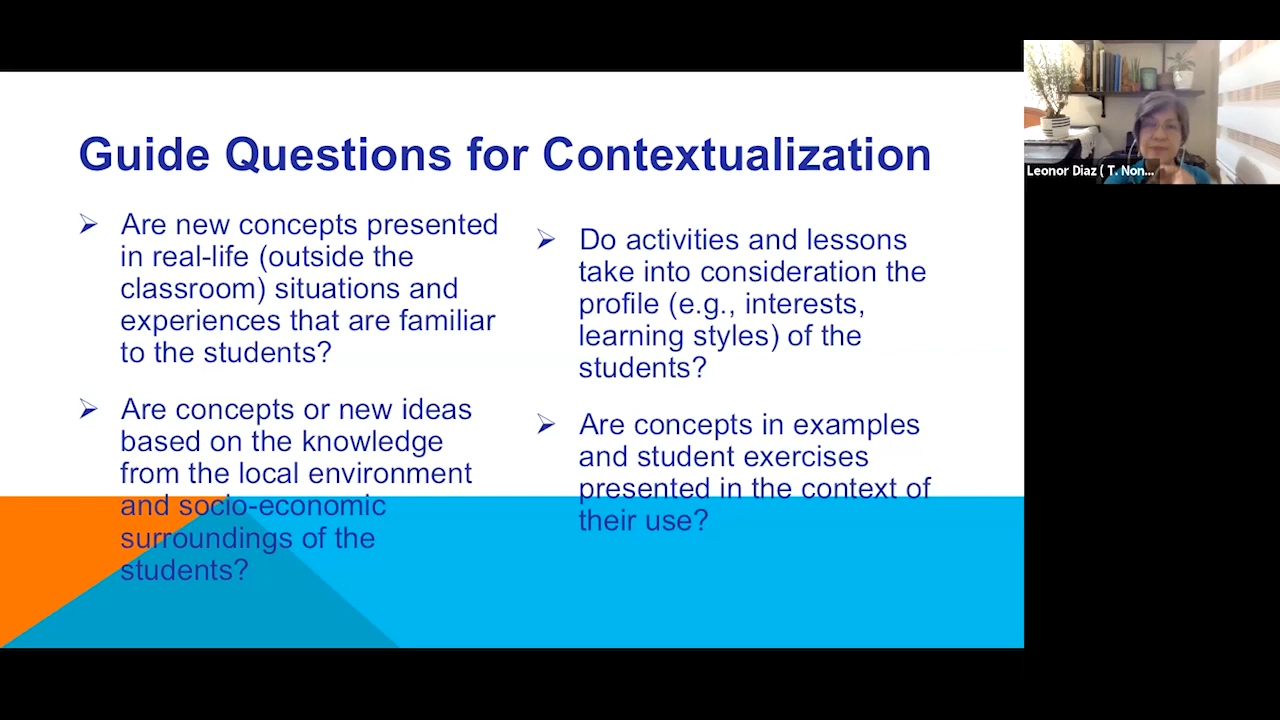 Guide Questions for Contextualization
Are new concepts presented
in real-life (outside the
classroom) situations and
experiences that are familiar
to the students?
Are concepts or new ideas
based on the knowledge
from the local environment
and socio-economic
surroundings of the
students?
Do activities and lessons
take into consideration the
profile (e.g., interests,
learning styles) of the
students?
Are concepts in examples
and student exercises
presented in the context of
their use?
Leonor Diaz ( T. Non...